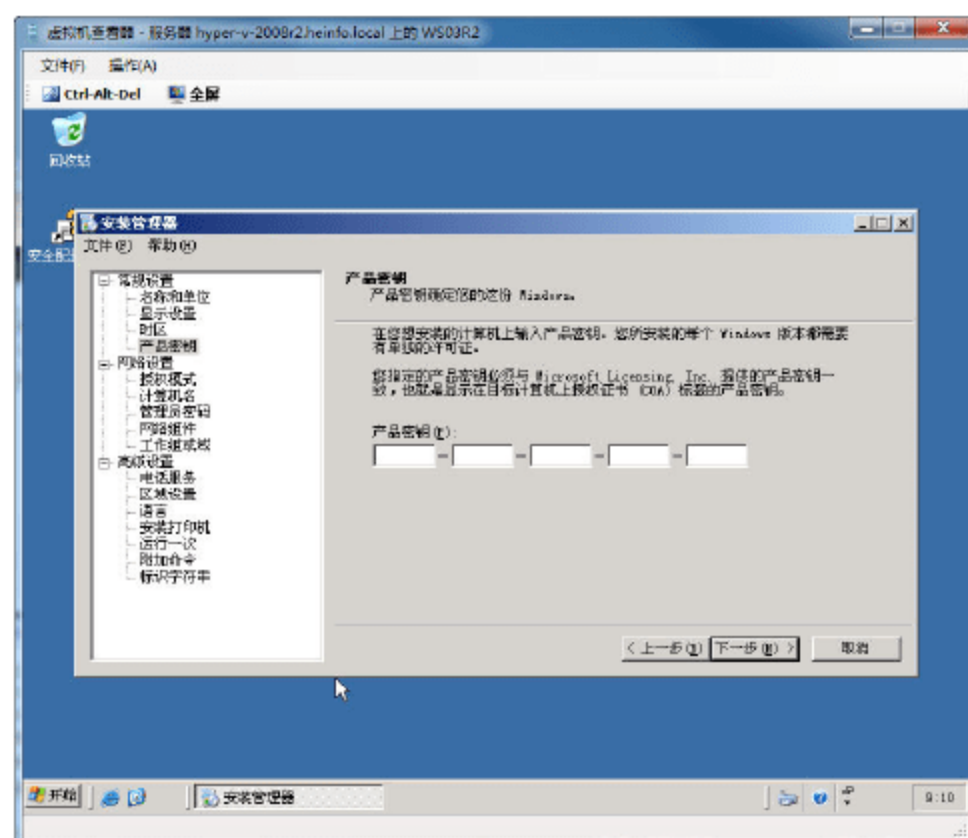 虚拟机查看器 - 服务器 hyper-v-2008r2.heinfo.local 上的 WS03R2
文件(F) 操作(A)
Ctrl-Alt-Del 全屏
回收站
安全配
安装管理器
文件(F) 帮助(H)
常规设置
名称和单位
显示设置
时区
产品密钥
网络设置
授权模式
计算机名
管理员密码
网络组件
工作组或域
高级设置
电话服务
区域设置
语言
安装打印机
运行一次
附加命令
标识字符串
产品密钥
产品密钥确定您的这份 Windows。
在您想安装的计算机上输入产品密钥。您所安装的每个 Windows 版本都需要
有单独的许可证。
您指定的产品密钥必须与 Microsoft Licensing, Inc. 提供的产品密钥一
致，也就是显示在目标计算机上授权证书 (COA) 标签的产品密钥。
产品密钥(P):
- - - -
< 上一步(B) 下一步(N) > 取消
开始 安装管理器 9:10